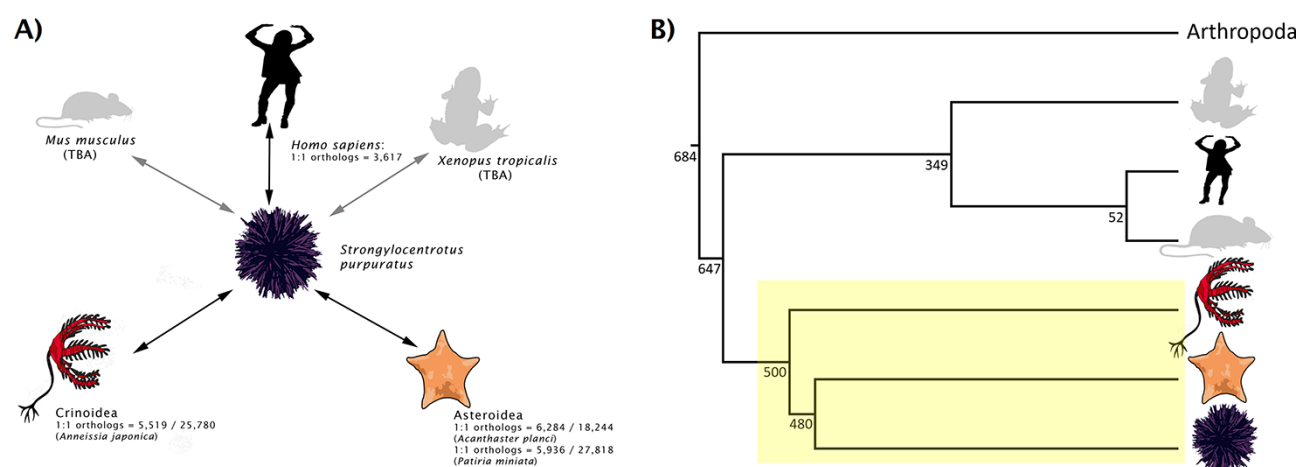 A)
Mus musculus
(TBA)
Homo sapiens:
1:1 orthologs = 3,617
Xenopus tropicalis
(TBA)
Strongylocentrotus
purpuratus
Crinoidea
1:1 orthologs = 5,519 / 25,780
(Anneissia japonica)
Asteroidea
1:1 orthologs = 6,284 / 18,244
(Acanthaster planci)
1:1 orthologs = 5,936 / 27,818
(Patiria miniata)
B)
Arthropoda
684
349
52
647
500
480